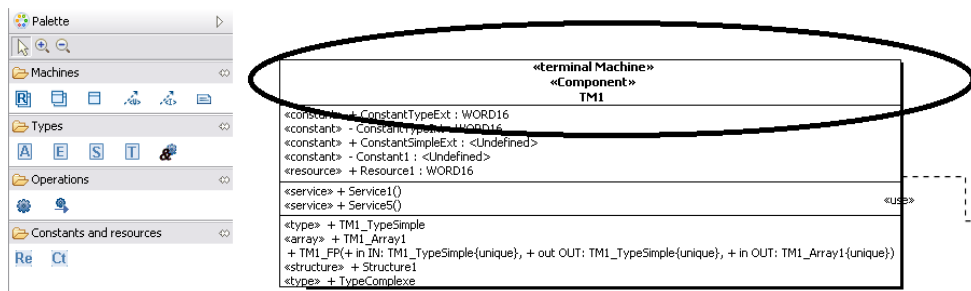 Palette
Machines
R
«u»
«I»
Types
A E S T &
Operations
Constants and resources
Re Ct
«terminal Machine»
«Component»
TM1
«constant» + ConstantTypeExt : WORD16
«constant» - : WORD16
«constant» + ConstantSimpleExt : <Undefined>
«constant» - Constant1 : <Undefined>
«resource» + Resource1 : WORD16
«service» + Service1()
«service» + Service5()
«use»
«type» + TM1_TypeSimple
«array» + TM1_Array1
+ TM1_FP(+ in IN: TM1_TypeSimple{unique}, + out OUT: TM1_TypeSimple{unique}, + in OUT: TM1_Array1{unique})
«structure» + Structure1
«type» + TypeComplexe